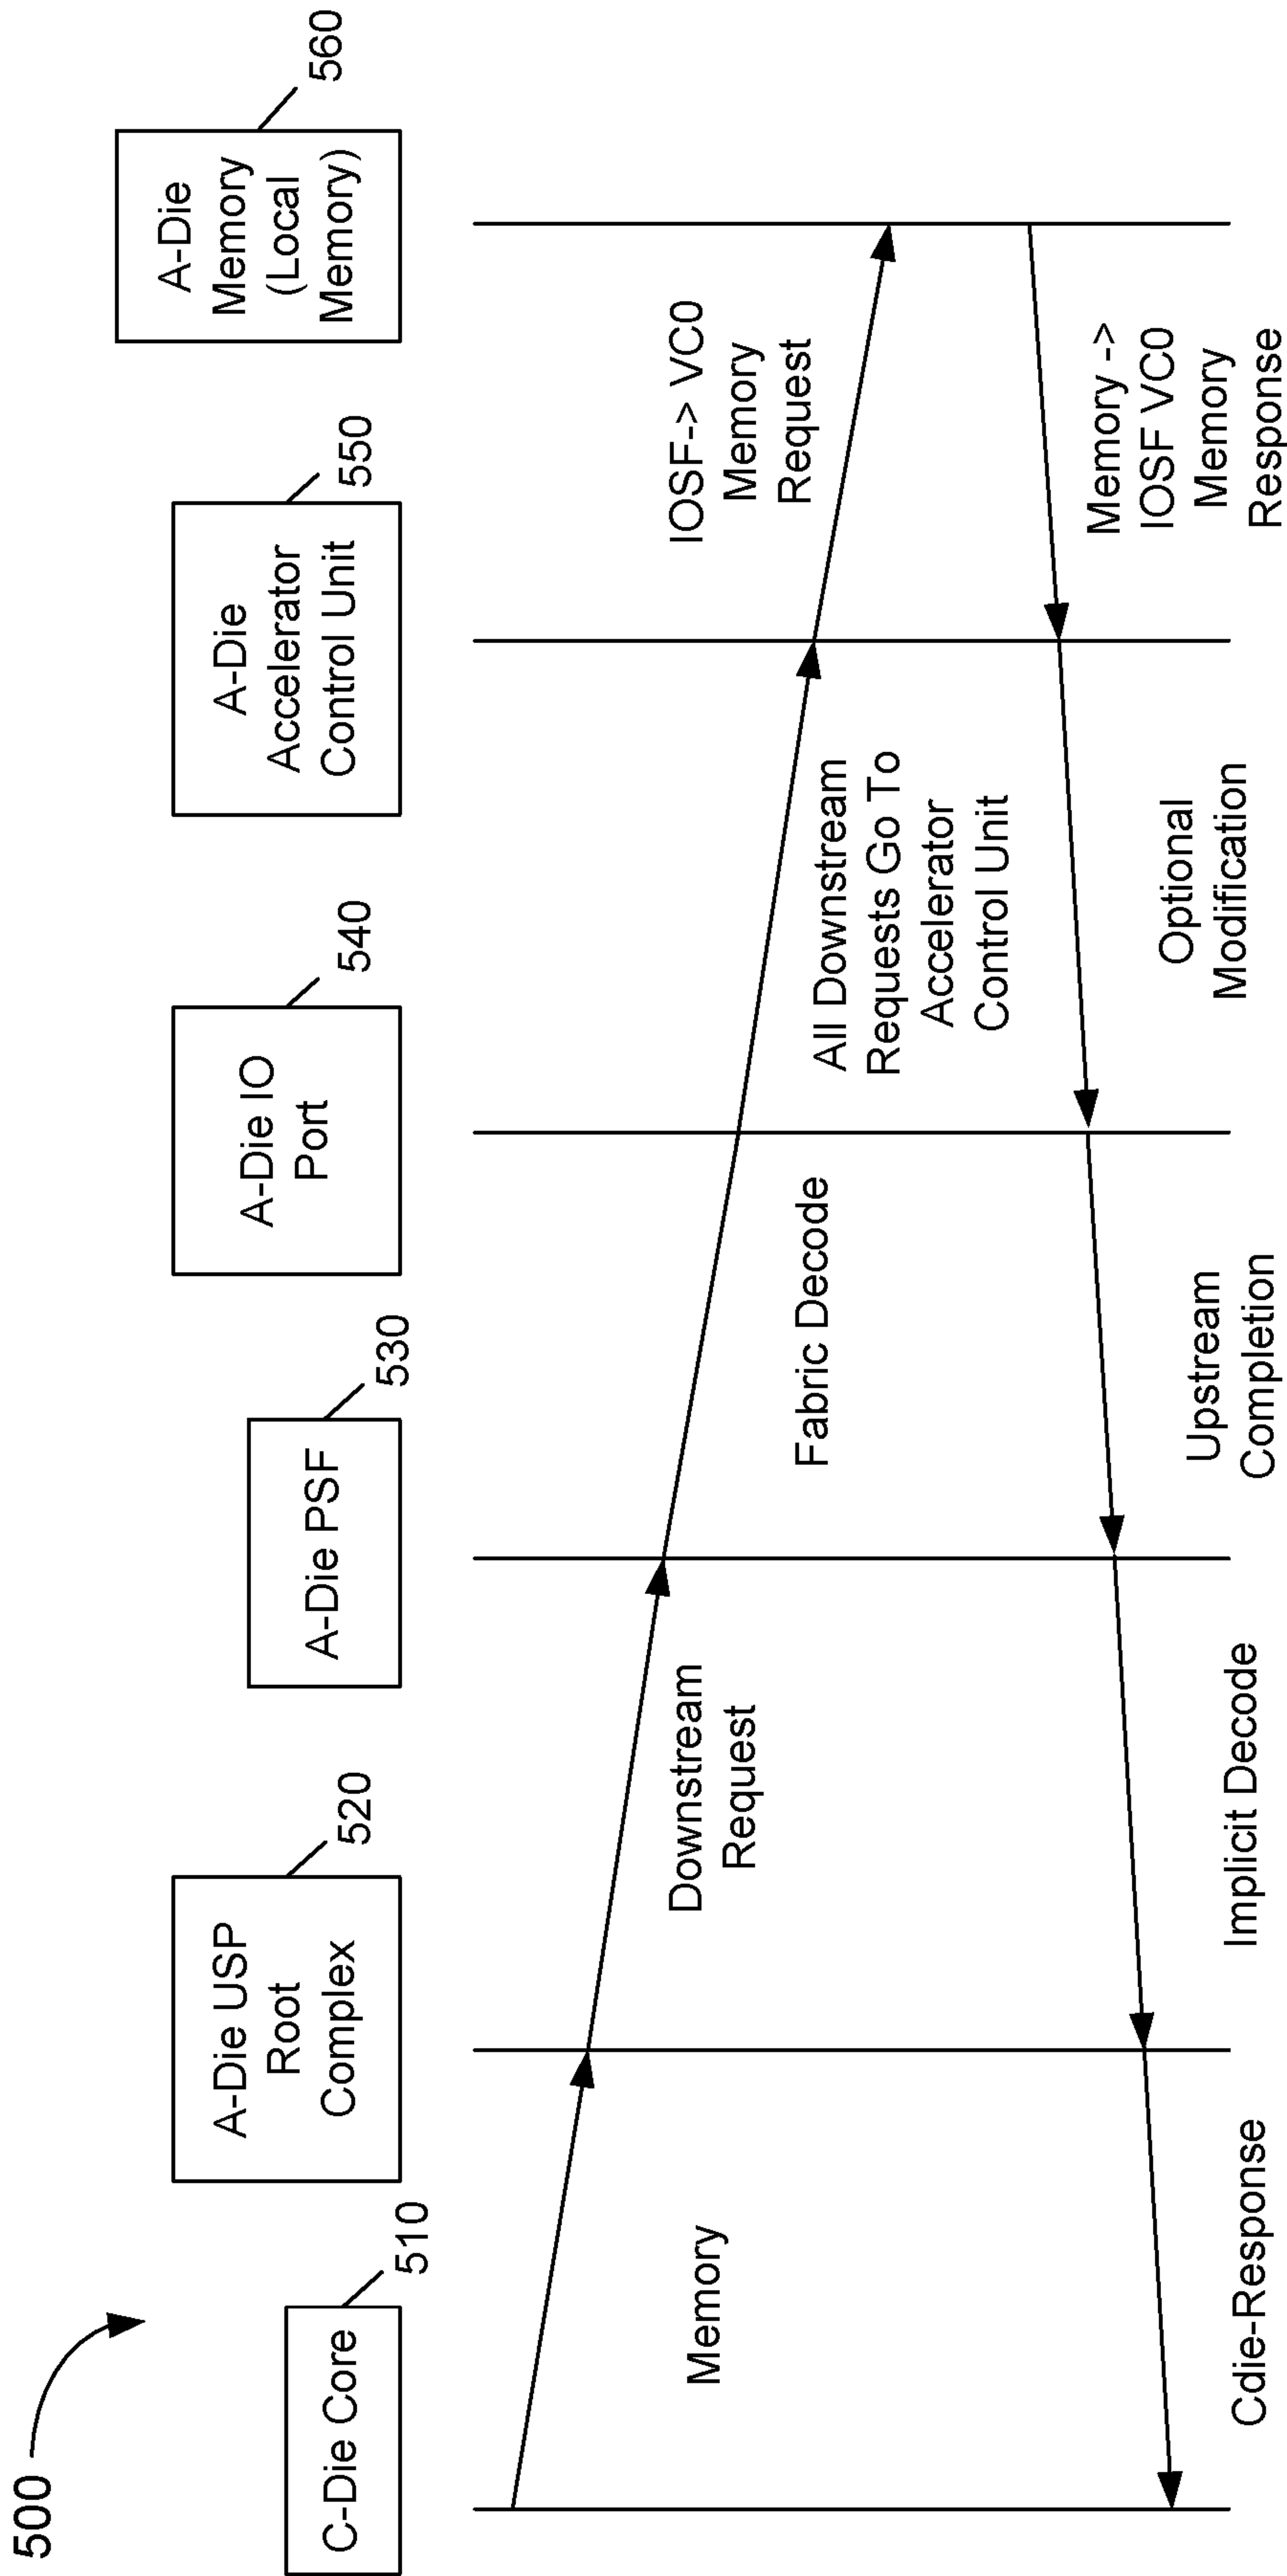 500
C-Die Core
510
A-Die USP
Root
Complex
520
A-Die PSF
530
A-Die IO
Port
540
A-Die
Accelerator
Control Unit
550
A-Die
Memory
(Local
Memory)
560
Memory
Downstream
Request
Fabric Decode
All Downstream
Requests Go To
Accelerator
Control Unit
IOSF-> VC0
Memory
Request
Cdie-Response
Implicit Decode
Upstream
Completion
Optional
Modification
Memory ->
IOSF VC0
Memory
Response